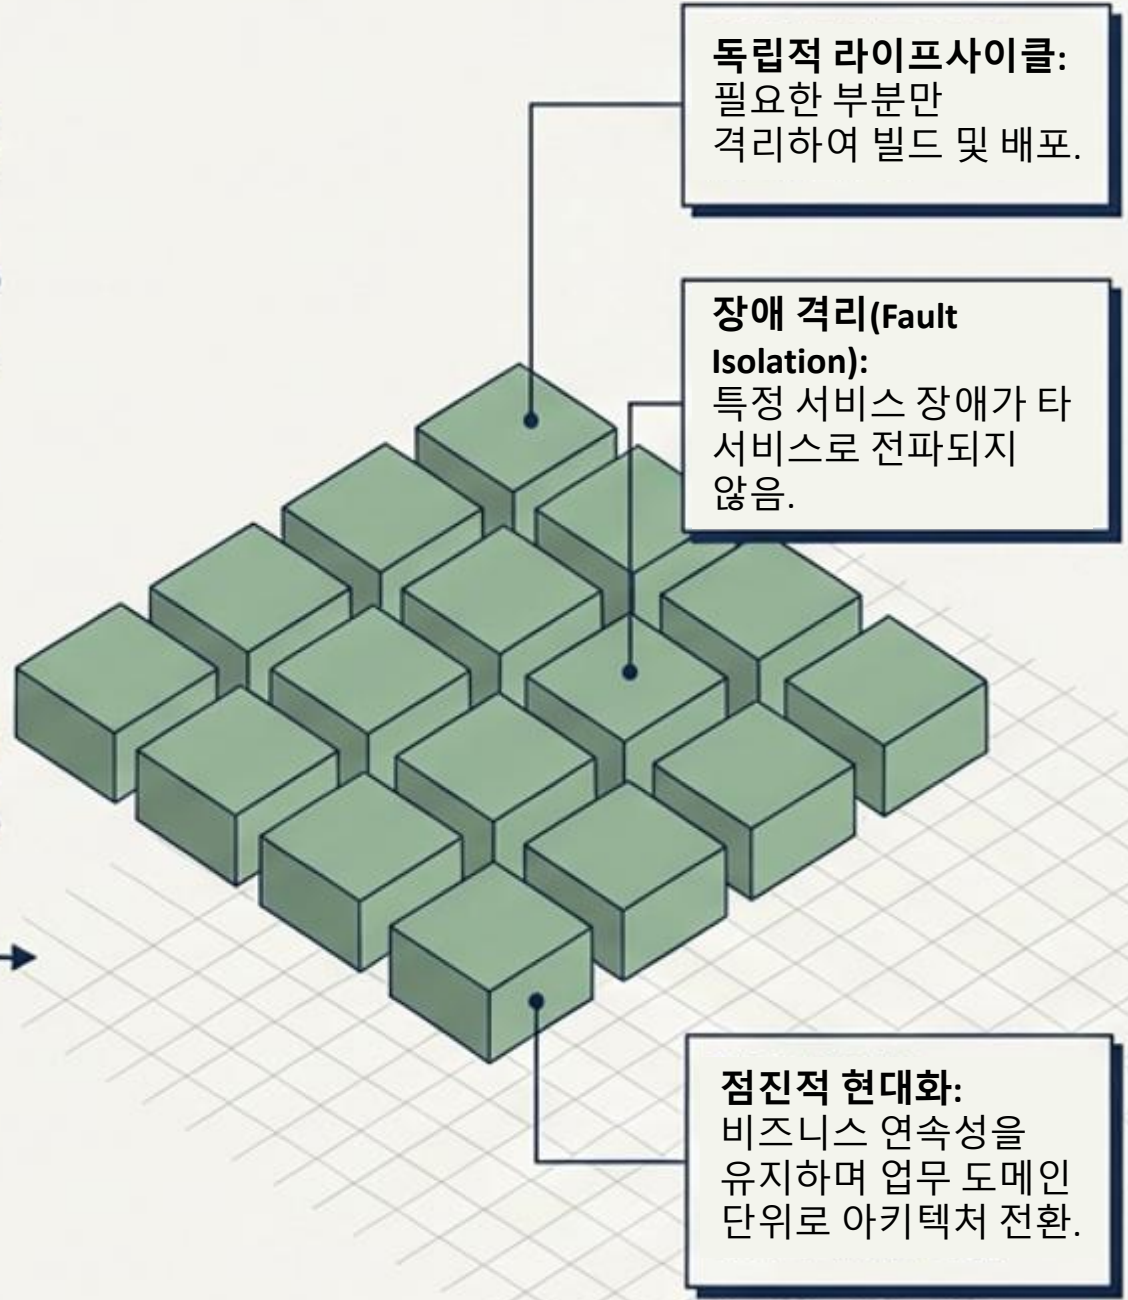 독립적 라이프사이클:
필요한 부분만
격리하여 빌드 및 배포.
장애 격리(Fault
Isolation):
특정 서비스 장애가 타
서비스로 전파되지
않음.
점진적 현대화:
비즈니스 연속성을
유지하며 업무 도메인
단위로 아키텍처 전환.